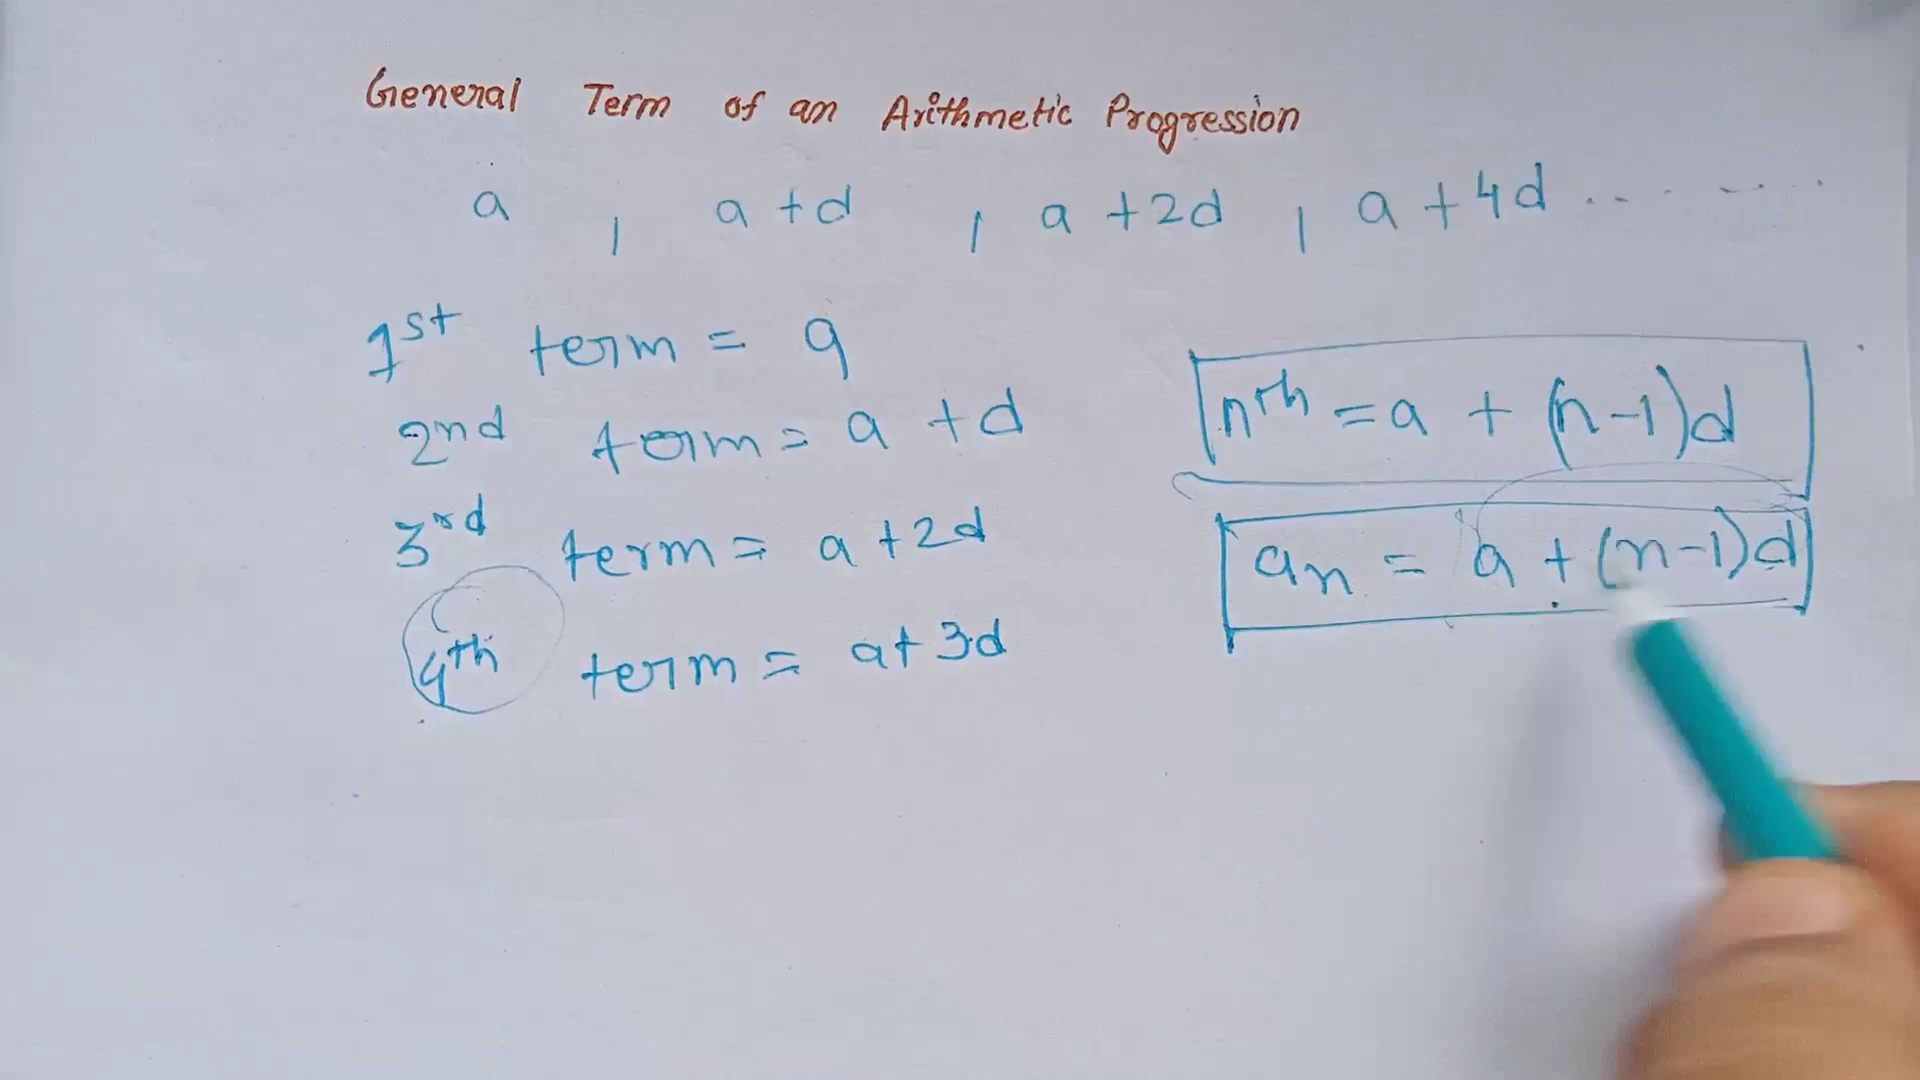 General Term of an Arithmetic Progression
a , a + d , a + 2d , a + 4d ........
1st term = a
2nd term = a + d
3rd term = a + 2d
4th term = a + 3d
nth = a + (n-1)d
an = a + (n-1)d